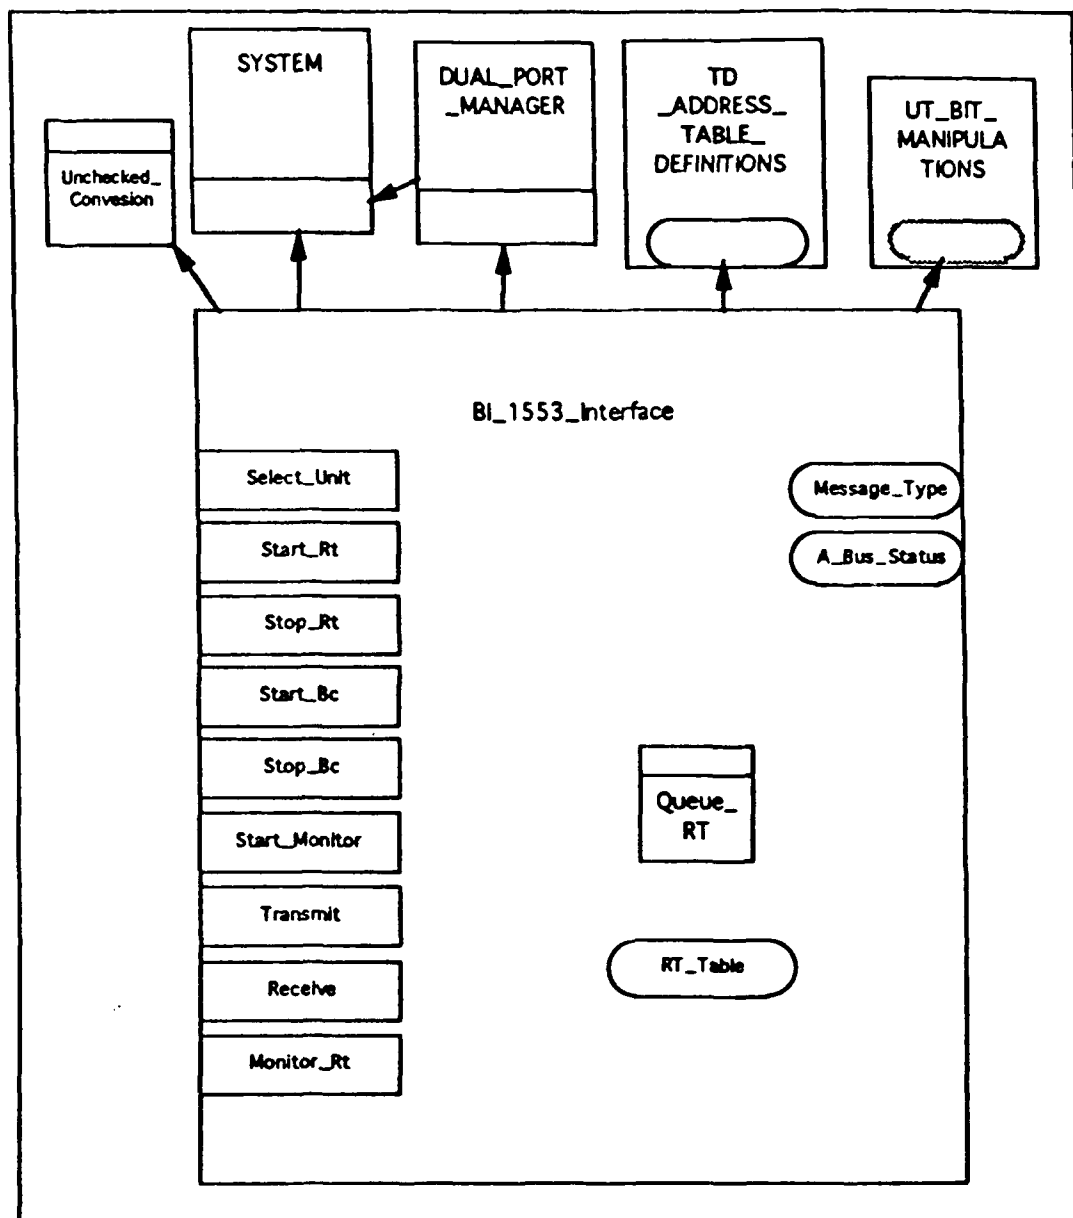 SYSTEM
DUAL_PORT
_MANAGER
TD
_ADDRESS_
TABLE_
DEFINITIONS
UT_BIT_
MANIPULA
TIONS
Unchecked_
Convesion
BI_1553_Interface
Select_Unit
Message_Type
Start_Rt
A_Bus_Status
Stop_Rt
Start_Bc
Stop_Bc
Queue_
RT
Start_Monitor
Transmit
RT_Table
Receive
Monitor_Rt